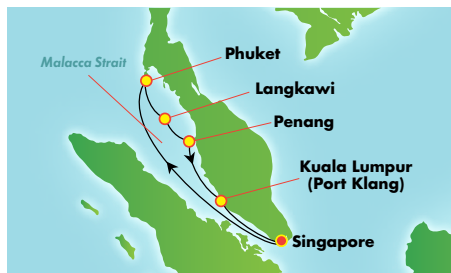 Phuket
Malacca Strait
Langkawi
Penang
Kuala Lumpur
(Port Klang)
Singapore